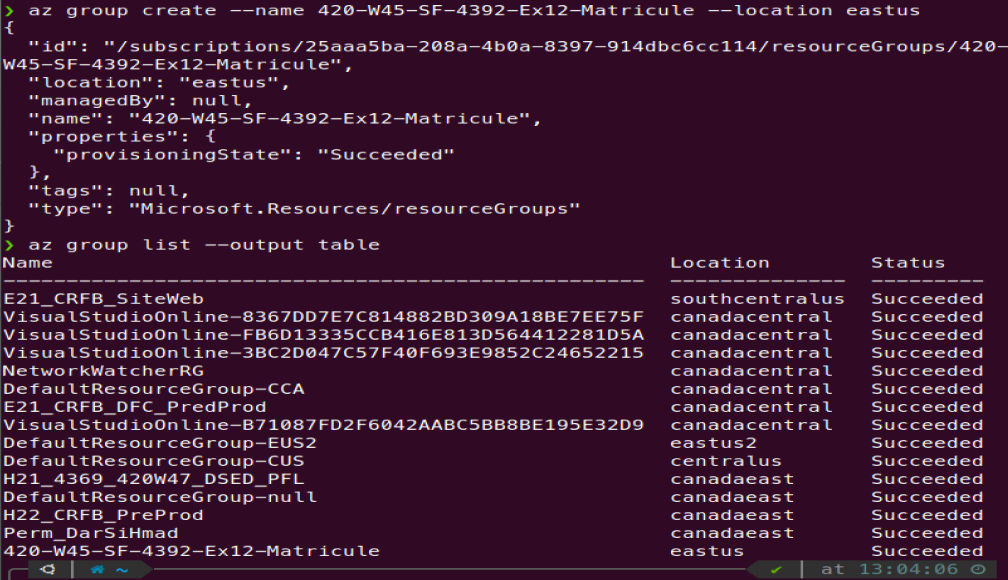 ❯ az group create --name 420-W45-SF-4392-Ex12-Matricule --location eastus
{
  "id": "/subscriptions/25aaa5ba-208a-4b0a-8397-914dbc6cc114/resourceGroups/420-
W45-SF-4392-Ex12-Matricule",
  "location": "eastus",
  "managedBy": null,
  "name": "420-W45-SF-4392-Ex12-Matricule",
  "properties": {
    "provisioningState": "Succeeded"
  },
  "tags": null,
  "type": "Microsoft.Resources/resourceGroups"
}
❯ az group list --output table
Name                                                  Location        Status
----------------------------------------------------  --------------  ---------
E21_CRFB_SiteWeb                                      southcentralus  Succeeded
VisualStudioOnline-8367DD7E7C814882BD309A18BE7EE75F   canadacentral   Succeeded
VisualStudioOnline-FB6D13335CCB416E813D564412281D5A   canadacentral   Succeeded
VisualStudioOnline-3BC2D047C57F40F693E9852C24652215   canadacentral   Succeeded
NetworkWatcherRG                                      canadacentral   Succeeded
DefaultResourceGroup-CCA                              canadacentral   Succeeded
E21_CRFB_DFC_PredProd                                 canadacentral   Succeeded
VisualStudioOnline-B71087FD2F6042AABC5BB8BE195E32D9   canadacentral   Succeeded
DefaultResourceGroup-EUS2                             eastus2         Succeeded
DefaultResourceGroup-CUS                              centralus       Succeeded
H21_4369_420W47_DSED_PFL                              canadaeast      Succeeded
DefaultResourceGroup-null                             canadaeast      Succeeded
H22_CRFB_PreProd                                      canadaeast      Succeeded
Perm_DarSiHmad                                        canadaeast      Succeeded
420-W45-SF-4392-Ex12-Matricule                        eastus          Succeeded
~ ✔ at 13:04:06